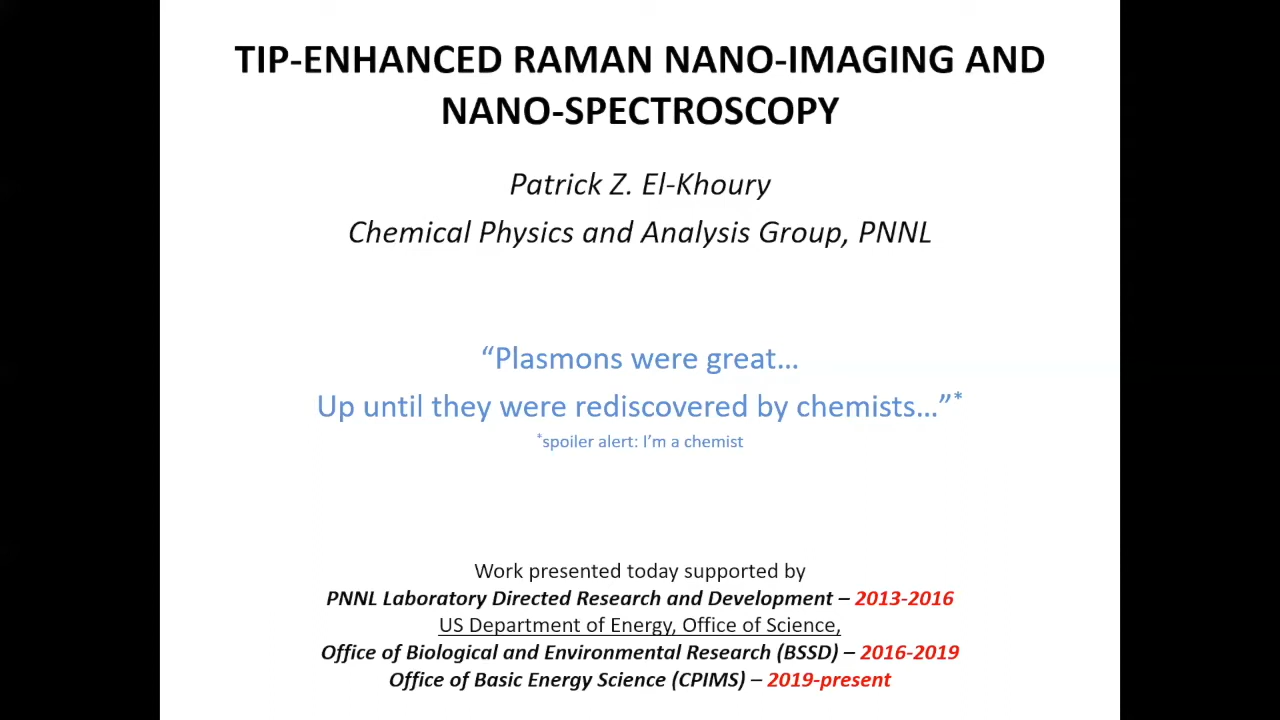 TIP-ENHANCED RAMAN NANO-IMAGING AND
NANO-SPECTROSCOPY
Patrick Z. El-Khoury
Chemical Physics and Analysis Group, PNNL
“Plasmons were great…
Up until they were rediscovered by chemists…”*
*spoiler alert: I’m a chemist
Work presented today supported by
PNNL Laboratory Directed Research and Development – 2013-2016
US Department of Energy, Office of Science,
Office of Biological and Environmental Research (BSSD) – 2016-2019
Office of Basic Energy Science (CPIMS) – 2019-present